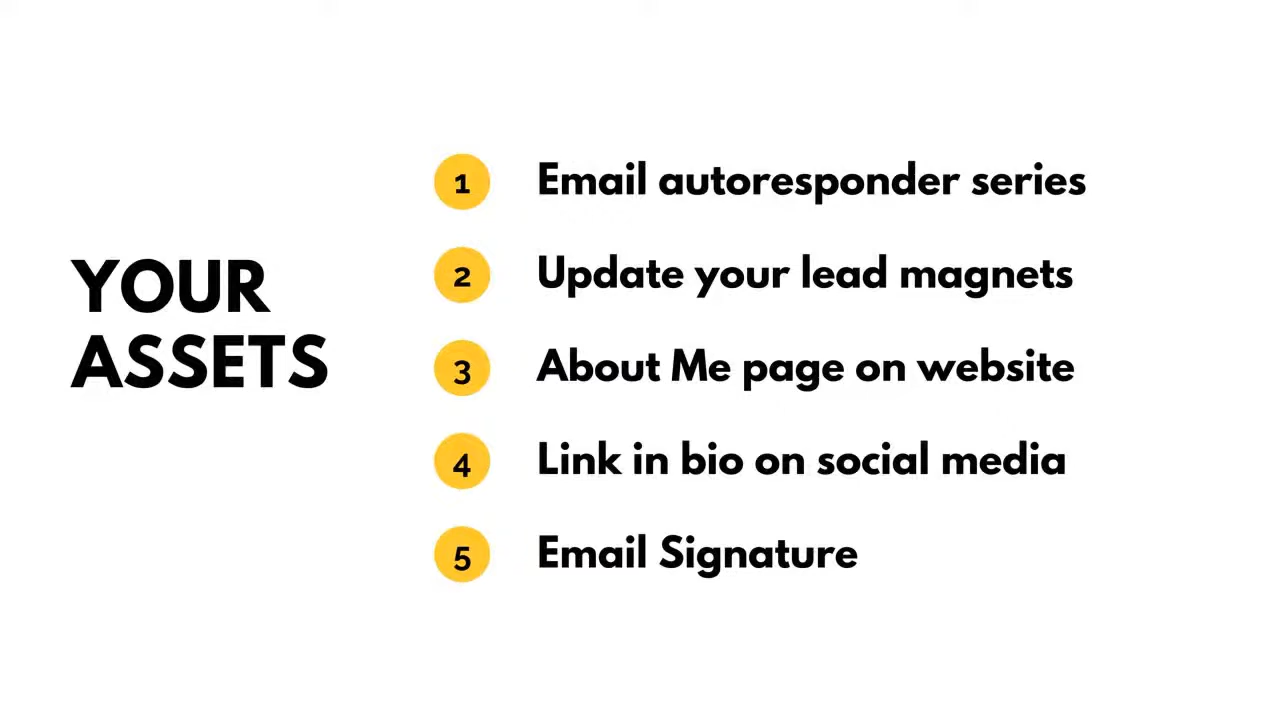 YOUR
ASSETS
1 Email autoresponder series
2 Update your lead magnets
3 About Me page on website
4 Link in bio on social media
5 Email Signature